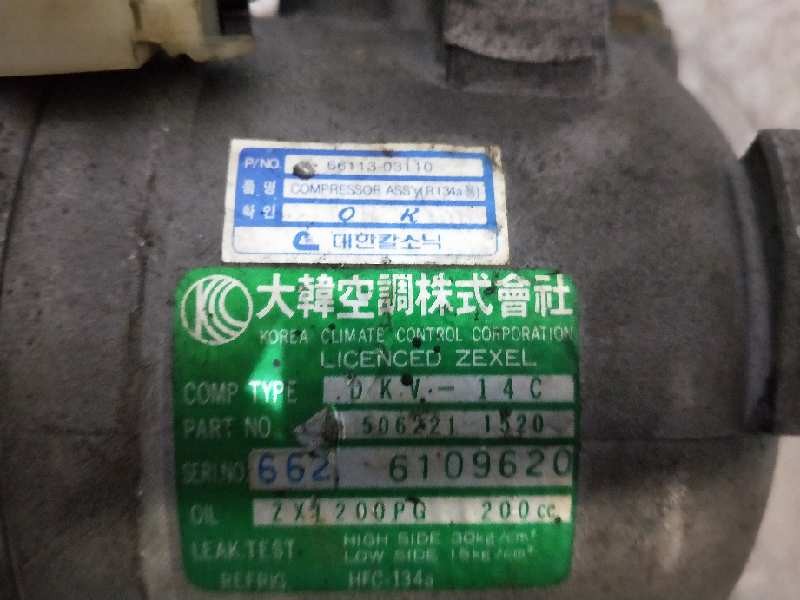 P/NO. 66113-03110
품명 COMPRESSOR ASS'Y(R134a용)
확인 O K
대한칼소닉
KCC 大韓空調株式會社
KOREA CLIMATE CONTROL CORPORATION
LICENCED ZEXEL
COMP TYPE DKV-14C
PART NO. 506221 1520
SERI.NO 662 6109620
OIL ZXL200PG 200cc
LEAK.TEST HIGH SIDE 30kg/cm²
LOW SIDE 15kg/cm²
REFRIG HFC-134a